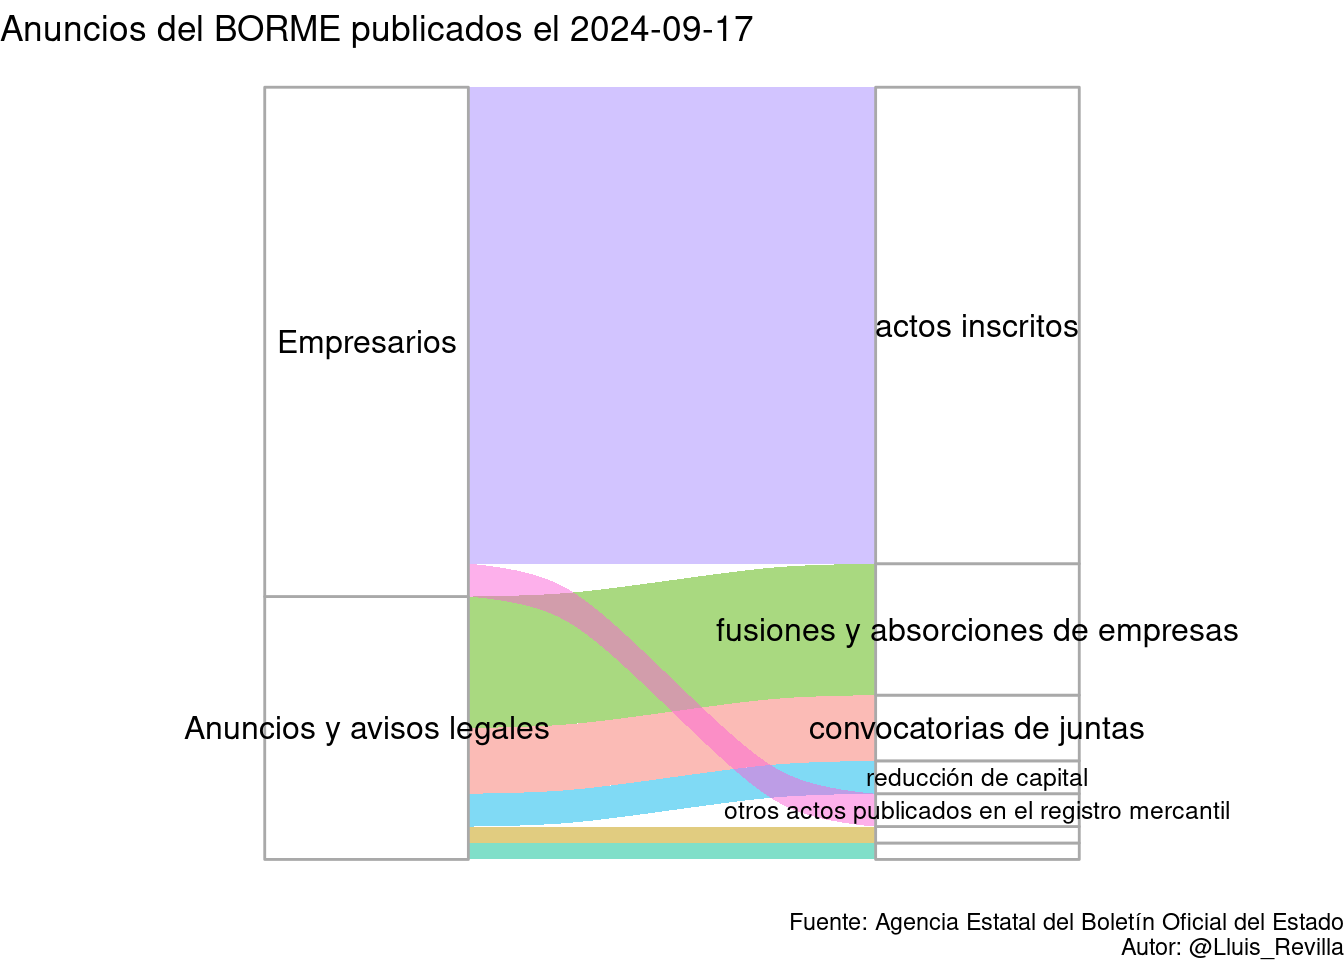 Anuncios del BORME publicados el 2024-09-17
Empresarios
actos inscritos
fusiones y absorciones de empresas
Anuncios y avisos legales
convocatorias de juntas
reducción de capital
otros actos publicados en el registro mercantil
Fuente: Agencia Estatal del Boletín Oficial del Estado
Autor: @Lluis_Revilla